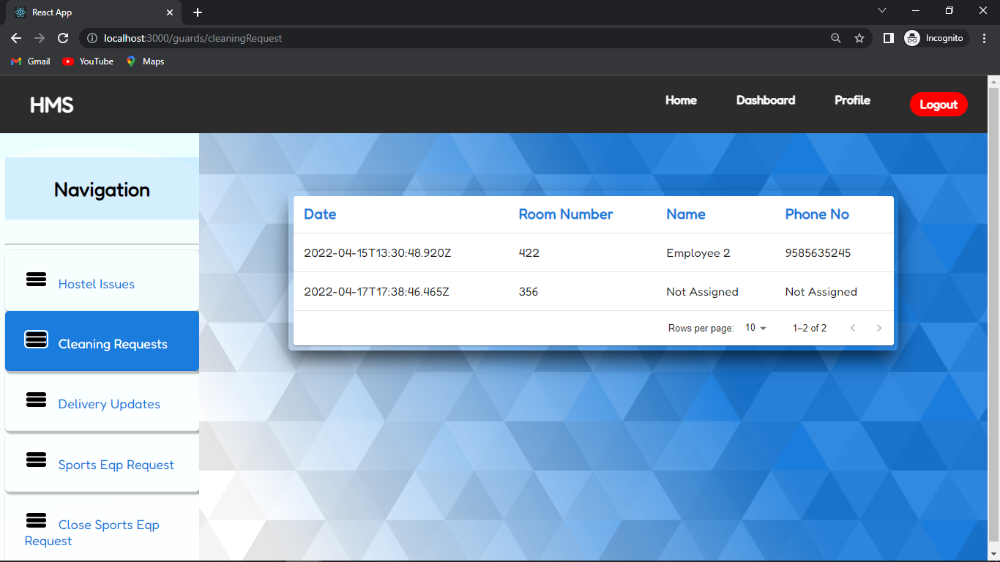 React App
localhost:3000/guards/cleaningRequest
Incognito
Gmail YouTube Maps
HMS Home Dashboard Profile Logout
Navigation
Hostel Issues
Cleaning Requests
Delivery Updates
Sports Eqp Request
Close Sports Eqp
Request
Date Room Number Name Phone No
2022-04-15T13:30:48.920Z 422 Employee 2 9585635245
2022-04-17T17:38:46.465Z 356 Not Assigned Not Assigned
Rows per page: 10 1–2 of 2